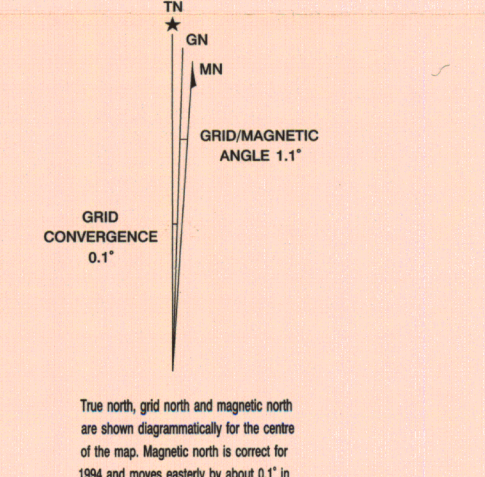 TN
GN
MN
GRID/MAGNETIC
ANGLE 1.1°
GRID
CONVERGENCE
0.1°
True north, grid north and magnetic north
are shown diagrammatically for the centre
of the map. Magnetic north is correct for
1994 and moves easterly by about 0.1° in